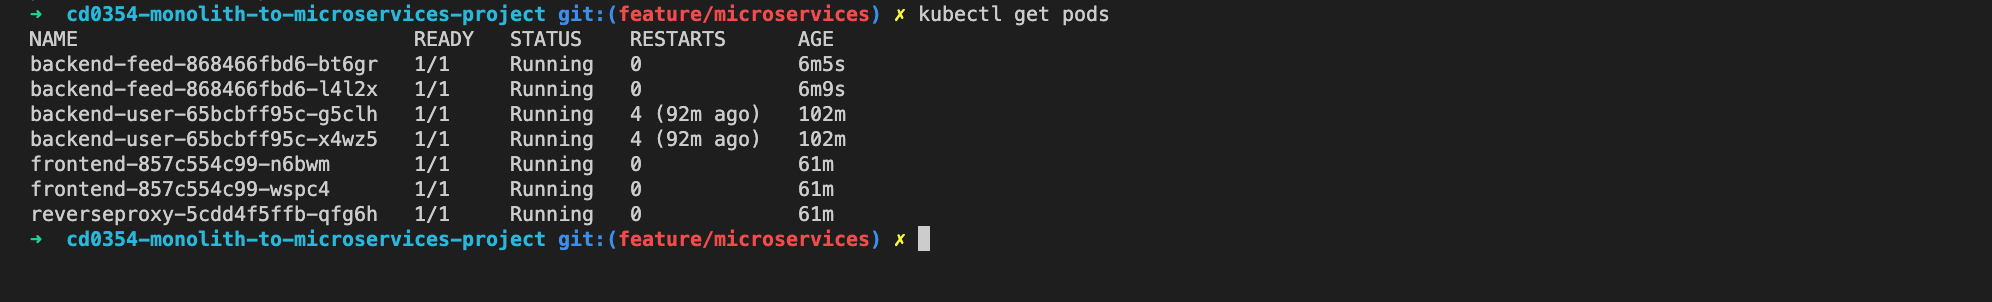 ➜  cd0354-monolith-to-microservices-project git:(feature/microservices) ✗ kubectl get pods
NAME                            READY   STATUS    RESTARTS      AGE
backend-feed-868466fbd6-bt6gr   1/1     Running   0             6m5s
backend-feed-868466fbd6-l4l2x   1/1     Running   0             6m9s
backend-user-65bcbff95c-g5clh   1/1     Running   4 (92m ago)   102m
backend-user-65bcbff95c-x4wz5   1/1     Running   4 (92m ago)   102m
frontend-857c554c99-n6bwm       1/1     Running   0             61m
frontend-857c554c99-wspc4       1/1     Running   0             61m
reverseproxy-5cdd4f5ffb-qfg6h   1/1     Running   0             61m
➜  cd0354-monolith-to-microservices-project git:(feature/microservices) ✗